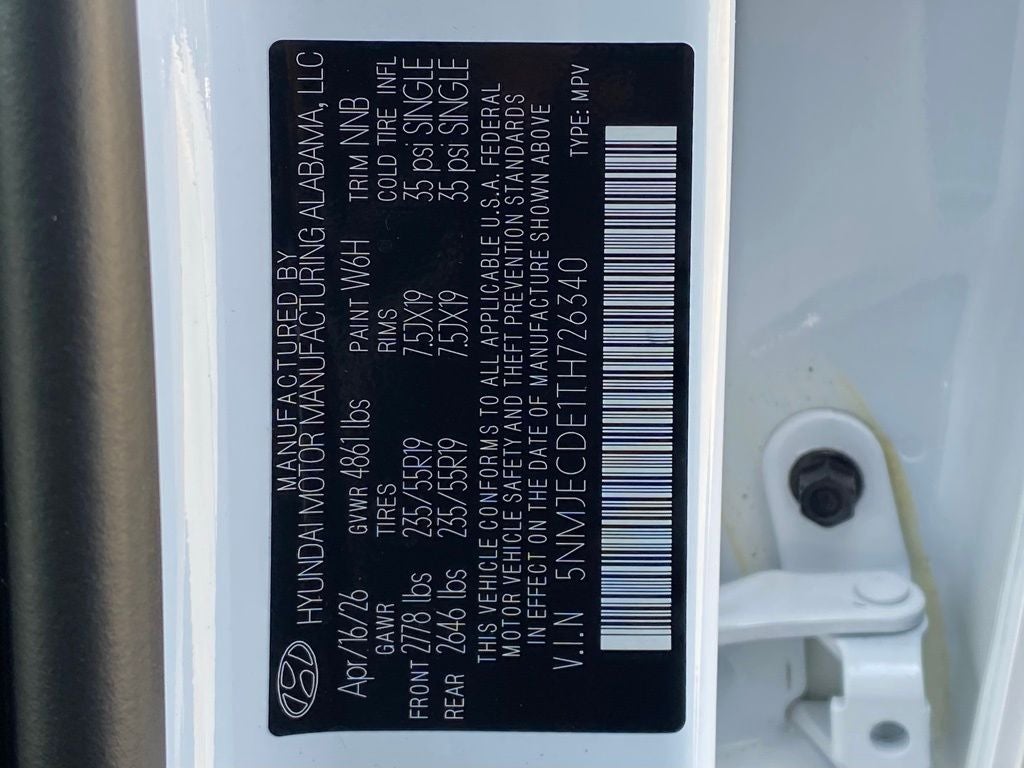 MANUFACTURED BY
HYUNDAI MOTOR MANUFACTURING ALABAMA, LLC
Apr/16/26 GVWR 4861 lbs PAINT W6H TRIM NNB
GAWR TIRES RIMS COLD TIRE INFL
FRONT 2778 lbs 235/55R19 7.5JX19 35 psi SINGLE
REAR 2646 lbs 235/55R19 7.5JX19 35 psi SINGLE
THIS VEHICLE CONFORMS TO ALL APPLICABLE U.S.A. FEDERAL
MOTOR VEHICLE SAFETY AND THEFT PREVENTION STANDARDS
IN EFFECT ON THE DATE OF MANUFACTURE SHOWN ABOVE
V.I.N 5NMJECDE1TH726340 TYPE: MPV